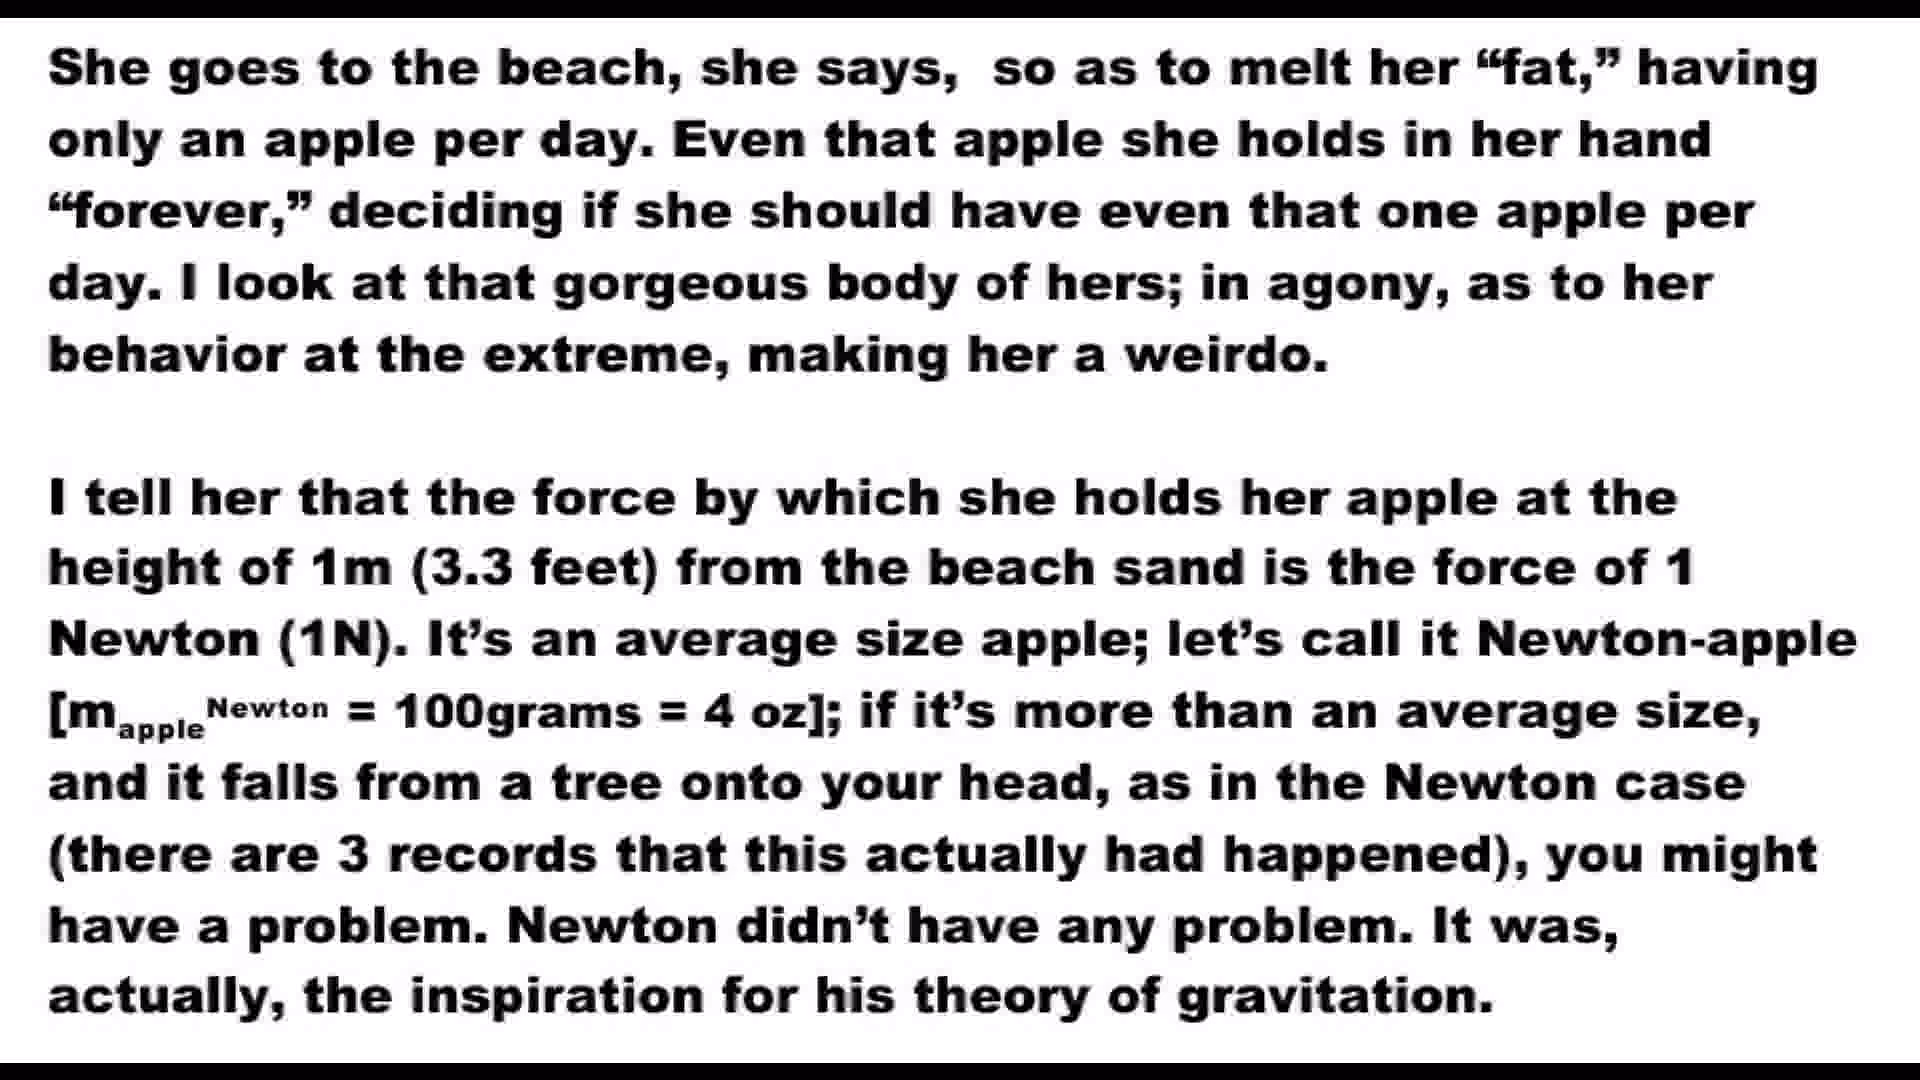 She goes to the beach, she says,  so as to melt her “fat,” having
only an apple per day. Even that apple she holds in her hand
“forever,” deciding if she should have even that one apple per
day. I look at that gorgeous body of hers; in agony, as to her
behavior at the extreme, making her a weirdo.
I tell her that the force by which she holds her apple at the
height of 1m (3.3 feet) from the beach sand is the force of 1
Newton (1N). It’s an average size apple; let’s call it Newton-apple
[mappleNewton = 100grams = 4 oz]; if it’s more than an average size,
and it falls from a tree onto your head, as in the Newton case
(there are 3 records that this actually had happened), you might
have a problem. Newton didn’t have any problem. It was,
actually, the inspiration for his theory of gravitation.